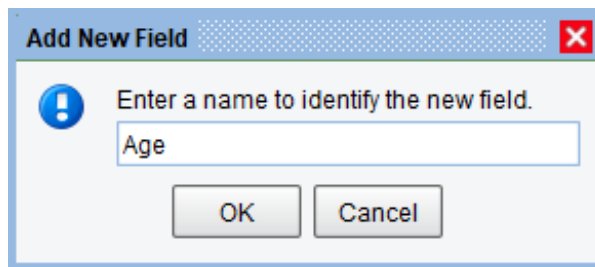 Add New Field
Enter a name to identify the new field.
Age
OK Cancel